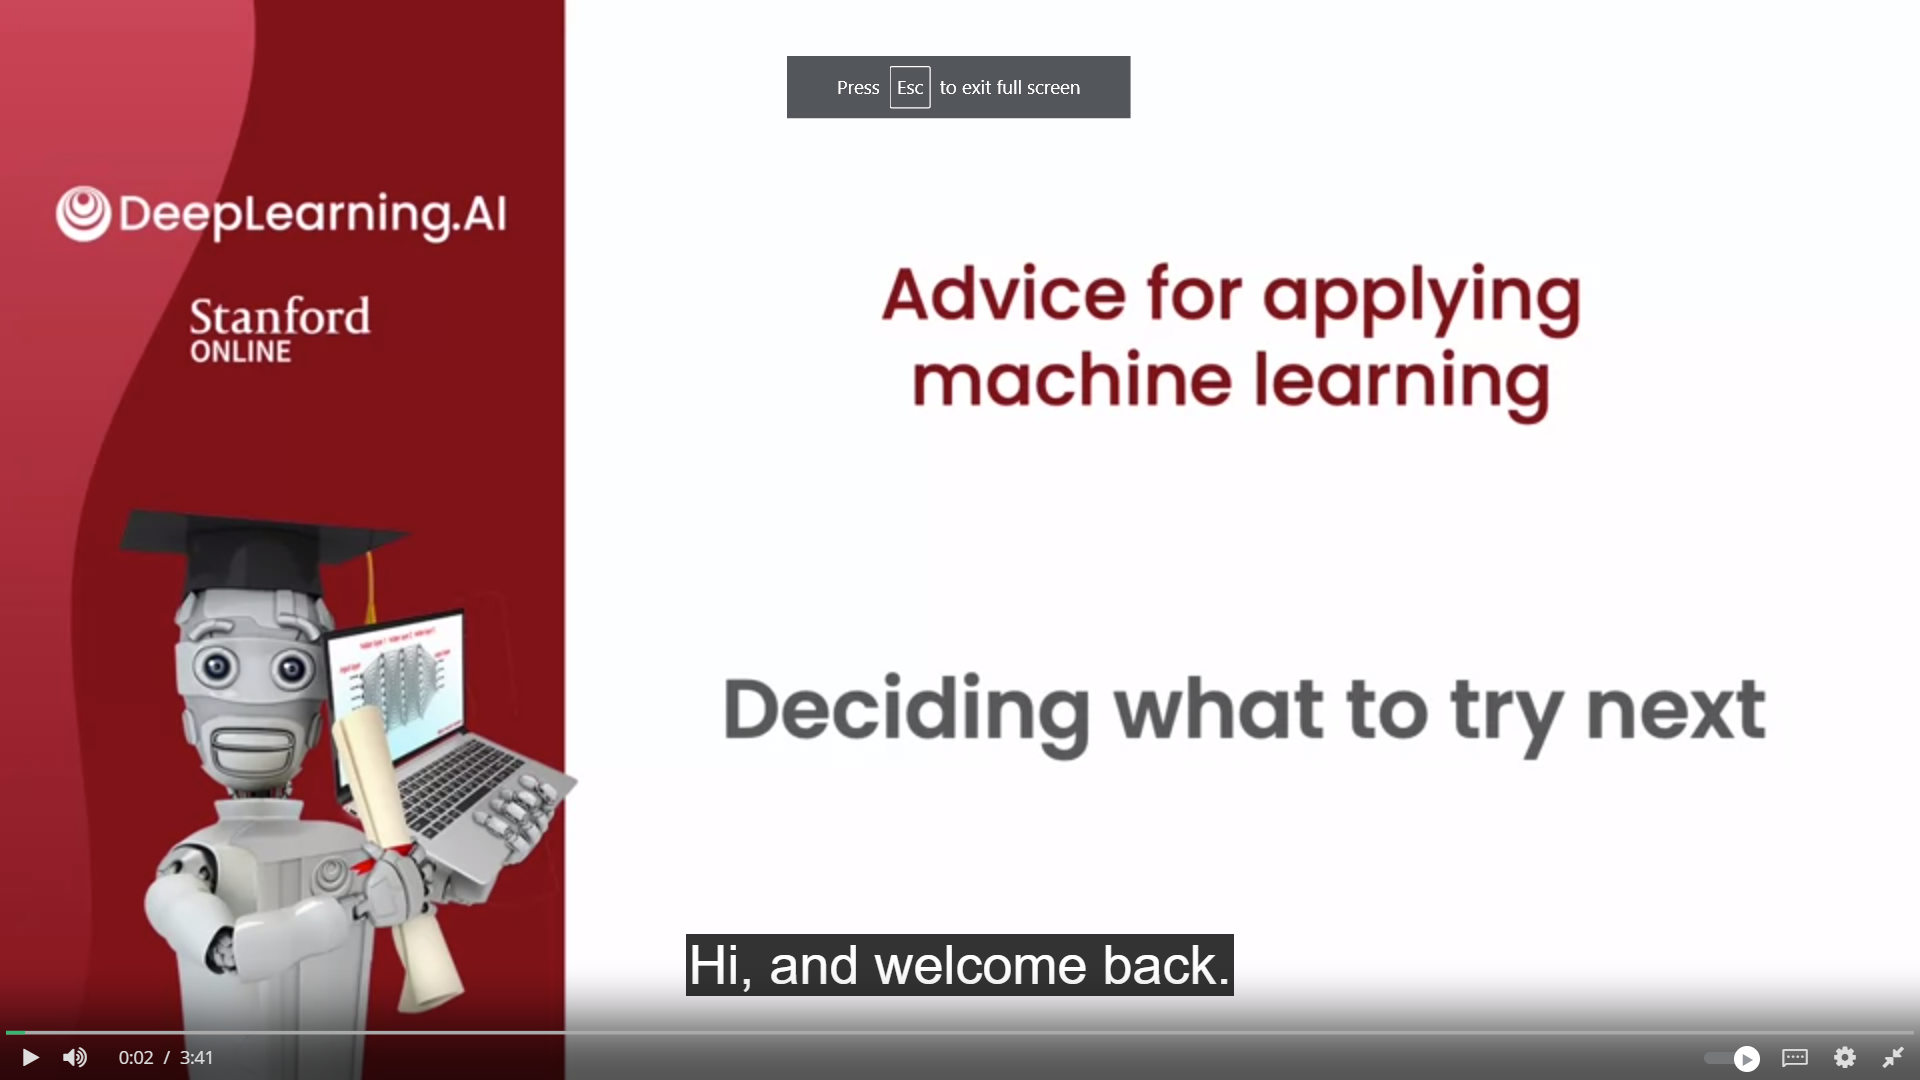 Press Esc to exit full screen
DeepLearning.AI
Stanford
ONLINE
Advice for applying
machine learning
Deciding what to try next
Hi, and welcome back.
0:02 / 3:41